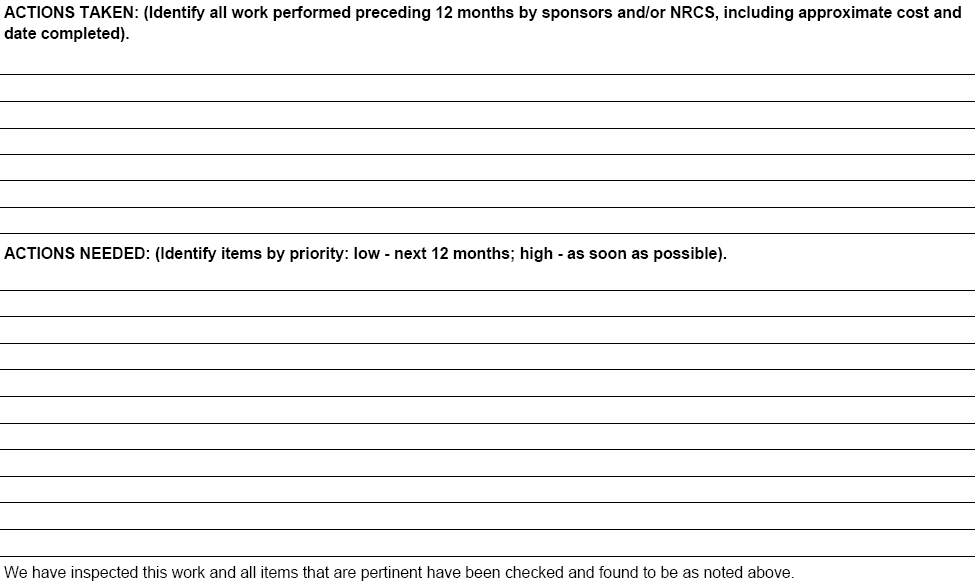 ACTIONS TAKEN: (Identify all work performed preceding 12 months by sponsors and/or NRCS, including approximate cost and
date completed).
ACTIONS NEEDED: (Identify items by priority: low - next 12 months; high - as soon as possible).
We have inspected this work and all items that are pertinent have been checked and found to be as noted above.